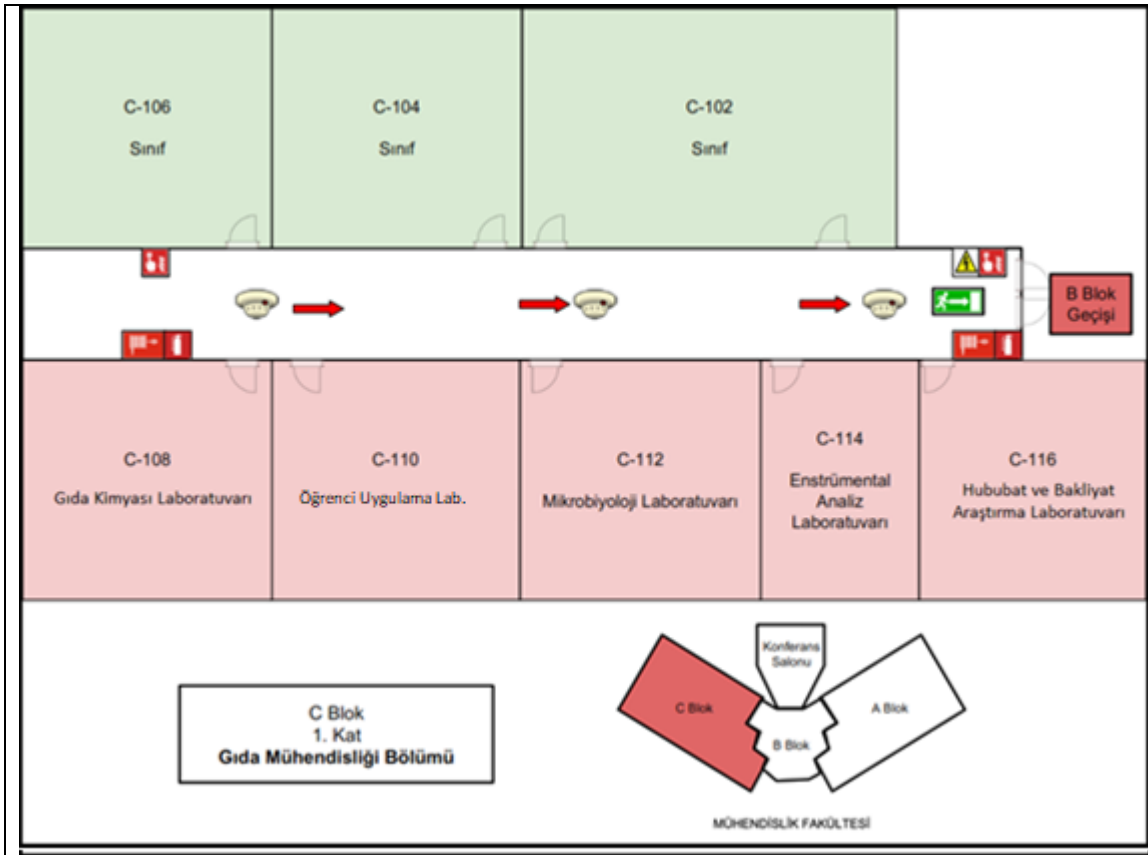 C-106
Sınıf
C-104
Sınıf
C-102
Sınıf
B Blok
Geçişi
C-108
Gıda Kimyası Laboratuvarı
C-110
Öğrenci Uygulama Lab.
C-112
Mikrobiyoloji Laboratuvarı
C-114
Enstrümental
Analiz
Laboratuvarı
C-116
Hububat ve Bakliyat
Araştırma Laboratuvarı
C Blok
1. Kat
Gıda Mühendisliği Bölümü
Konferans
Salonu
C Blok
A Blok
B Blok
MÜHENDİSLİK FAKÜLTESİ